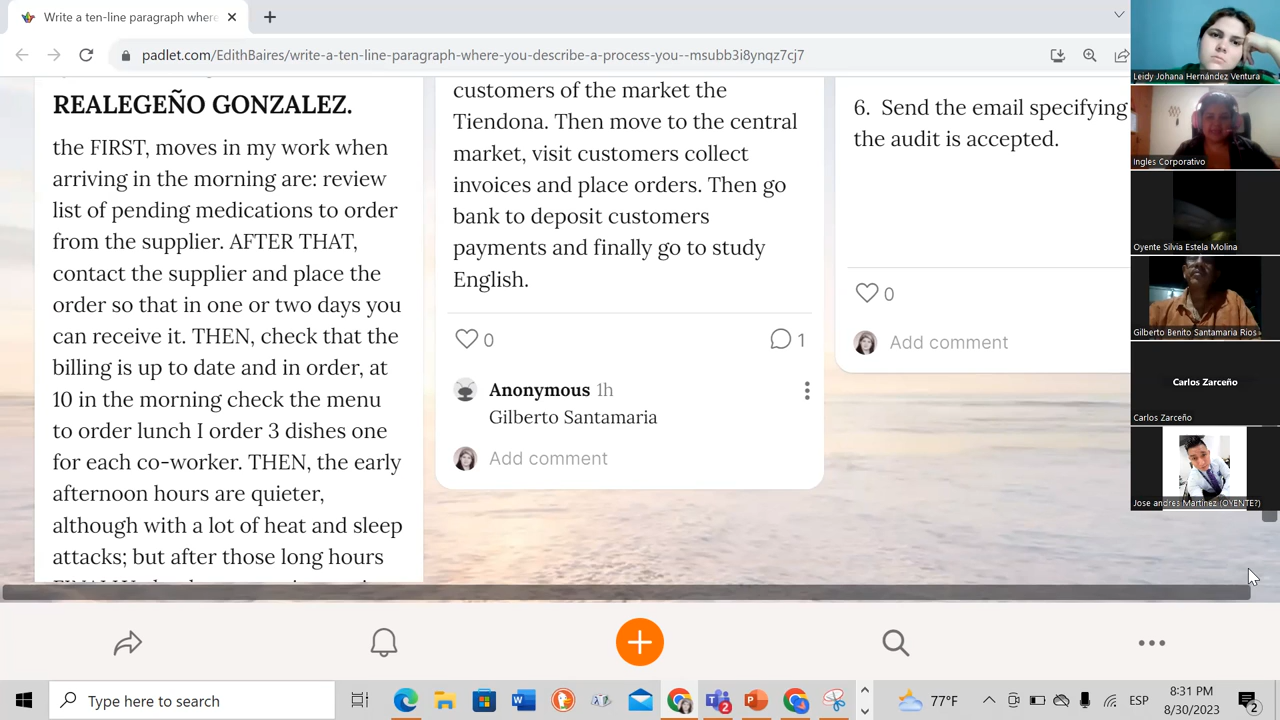 Write a ten-line paragraph where
padlet.com/EdithBaires/write-a-ten-line-paragraph-where-you-describe-a-process-you--msubb3i8ynqz7cj7
REALEGEÑO GONZALEZ.
the FIRST, moves in my work when
arriving in the morning are: review
list of pending medications to order
from the supplier. AFTER THAT,
contact the supplier and place the
order so that in one or two days you
can receive it. THEN, check that the
billing is up to date and in order, at
10 in the morning check the menu
to order lunch I order 3 dishes one
for each co-worker. THEN, the early
afternoon hours are quieter,
although with a lot of heat and sleep
attacks; but after those long hours
customers of the market the
Tiendona. Then move to the central
market, visit customers collect
invoices and place orders. Then go
bank to deposit customers
payments and finally go to study
English.
0
1
Anonymous 1h
Gilberto Santamaria
Add comment
6. Send the email specifying
the audit is accepted.
0
Add comment
Leidy Johana Hernández Ventura
Ingles Corporativo
Oyente Silvia Estela Molina
Gilberto Benito Santamaria Rios
Carlos Zarceño
Carlos Zarceño
Jose andres Martinez (OYENTE?)
Type here to search
2
77°F
ESP
8:31 PM
8/30/2023
2